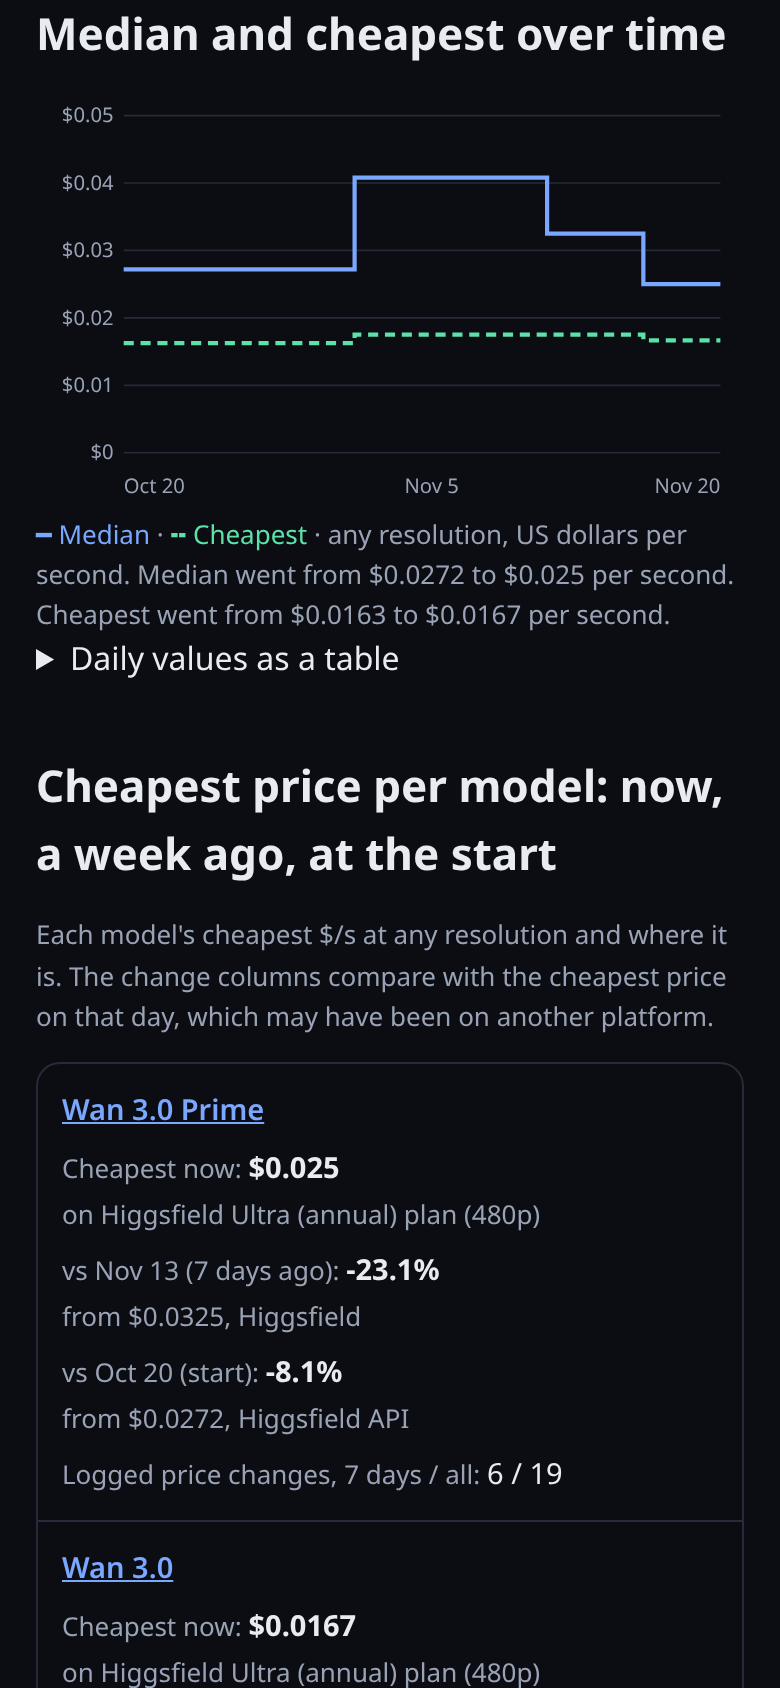 Median and cheapest over time
$0.05
$0.04
$0.03
$0.02
$0.01
$0
Oct 20 Nov 5 Nov 20
Median · Cheapest · any resolution, US dollars per
second. Median went from $0.0272 to $0.025 per second.
Cheapest went from $0.0163 to $0.0167 per second.
Daily values as a table
Cheapest price per model: now,
a week ago, at the start
Each model's cheapest $/s at any resolution and where it
is. The change columns compare with the cheapest price
on that day, which may have been on another platform.
Wan 3.0 Prime
Cheapest now: $0.025
on Higgsfield Ultra (annual) plan (480p)
vs Nov 13 (7 days ago): -23.1%
from $0.0325, Higgsfield
vs Oct 20 (start): -8.1%
from $0.0272, Higgsfield API
Logged price changes, 7 days / all: 6 / 19
Wan 3.0
Cheapest now: $0.0167
on Higgsfield Ultra (annual) plan (480p)